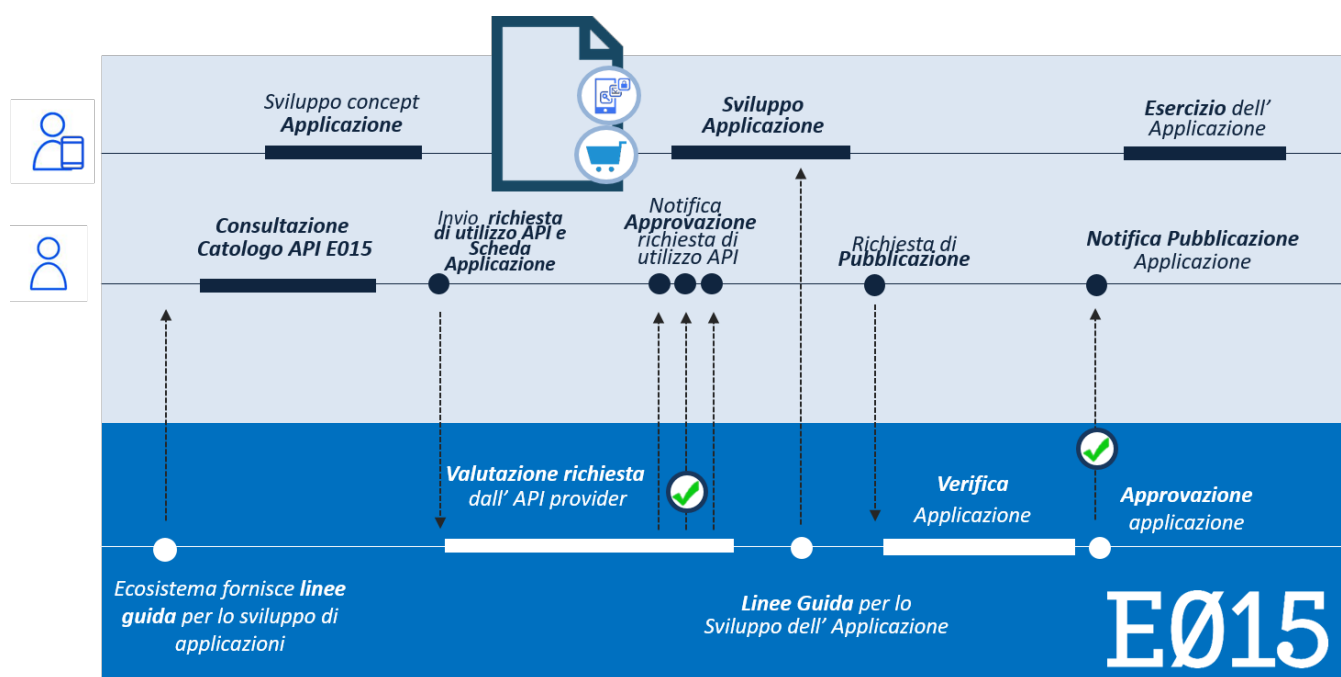 Sviluppo concept
Applicazione
Sviluppo
Applicazione
Esercizio dell’
Applicazione
Consultazione
Catologo API E015
Invio richiesta
di utilizzo API e
Scheda
Applicazione
Notifica
Approvazione
richiesta di
utilizzo API
Richiesta di
Pubblicazione
Notifica Pubblicazione
Applicazione
Valutazione richiesta
dall’ API provider
Verifica
Applicazione
Approvazione
applicazione
Ecosistema fornisce linee
guida per lo sviluppo di
applicazioni
Linee Guida per lo
Sviluppo dell’ Applicazione
EØ15